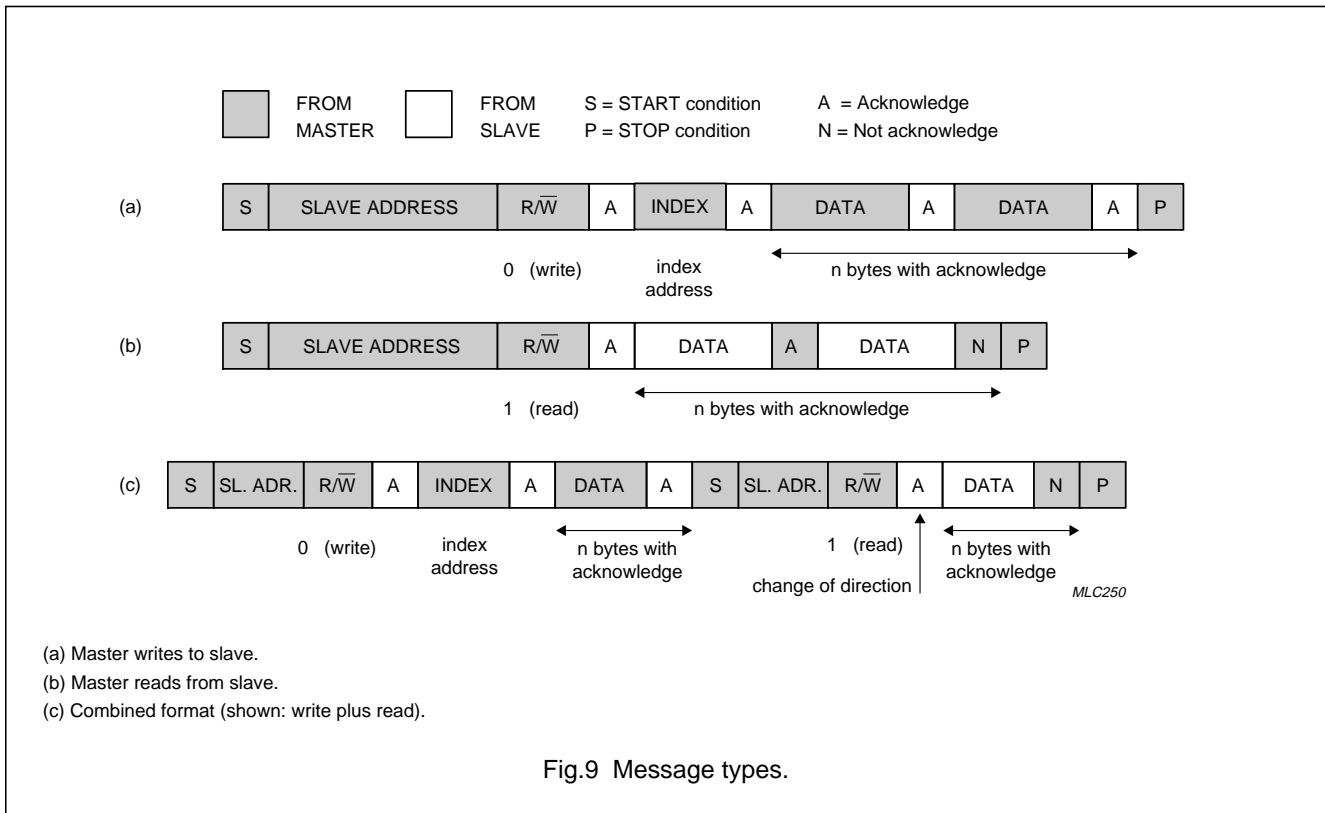 FROM MASTER FROM SLAVE S = START condition A = Acknowledge
P = STOP condition N = Not acknowledge
(a) S SLAVE ADDRESS R/W̅ A INDEX A DATA A DATA A P
0 (write) index address n bytes with acknowledge
(b) S SLAVE ADDRESS R/W̅ A DATA A DATA N P
1 (read) n bytes with acknowledge
(c) S SL. ADR. R/W̅ A INDEX A DATA A S SL. ADR. R/W̅ A DATA N P
0 (write) index address n bytes with acknowledge 1 (read) n bytes with acknowledge
change of direction
MLC250
(a) Master writes to slave.
(b) Master reads from slave.
(c) Combined format (shown: write plus read).
Fig.9 Message types.